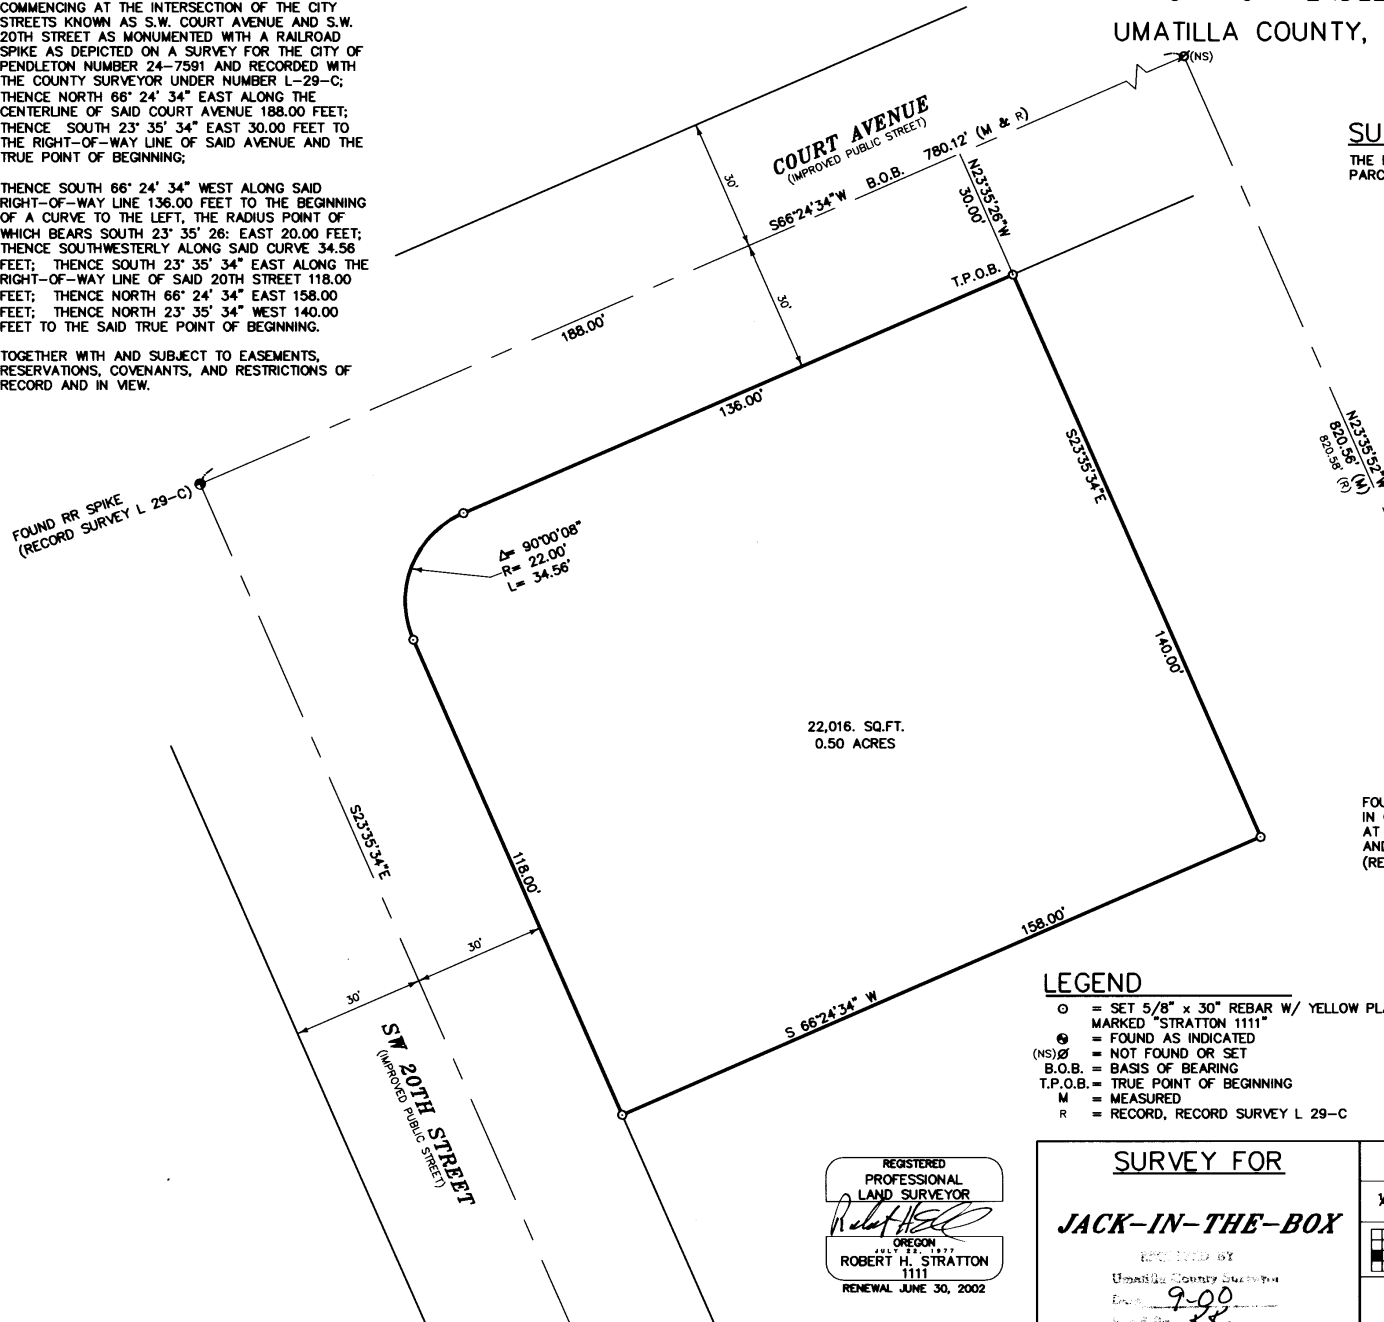 COMMENCING AT THE INTERSECTION OF THE CITY
STREETS KNOWN AS S.W. COURT AVENUE AND S.W.
20TH STREET AS MONUMENTED WITH A RAILROAD
SPIKE AS DEPICTED ON A SURVEY FOR THE CITY OF
PENDLETON NUMBER 24-7591 AND RECORDED WITH
THE COUNTY SURVEYOR UNDER NUMBER L-29-C;
THENCE NORTH 66° 24' 34" EAST ALONG THE
CENTERLINE OF SAID COURT AVENUE 188.00 FEET;
THENCE SOUTH 23° 35' 34" EAST 30.00 FEET TO
THE RIGHT-OF-WAY LINE OF SAID AVENUE AND THE
TRUE POINT OF BEGINNING;
THENCE SOUTH 66° 24' 34" WEST ALONG SAID
RIGHT-OF-WAY LINE 136.00 FEET TO THE BEGINNING
OF A CURVE TO THE LEFT, THE RADIUS POINT OF
WHICH BEARS SOUTH 23° 35' 26: EAST 20.00 FEET;
THENCE SOUTHWESTERLY ALONG SAID CURVE 34.56
FEET; THENCE SOUTH 23° 35' 34" EAST ALONG THE
RIGHT-OF-WAY LINE OF SAID 20TH STREET 118.00
FEET; THENCE NORTH 66° 24' 34" EAST 158.00
FEET; THENCE NORTH 23° 35' 34" WEST 140.00
FEET TO THE SAID TRUE POINT OF BEGINNING.
TOGETHER WITH AND SUBJECT TO EASEMENTS,
RESERVATIONS, COVENANTS, AND RESTRICTIONS OF
RECORD AND IN VIEW.
UMATILLA COUNTY,
(NS)
SU
THE
PARC
COURT AVENUE
(IMPROVED PUBLIC STREET)
S66°24'34"W B.O.B. 780.12' (M & R)
N23°35'26"W
30.00'
30'
30'
T.P.O.B.
188.00'
136.00'
S23°35'34"E
140.00'
N23°35'52"W
820.56' (M)
820.58' (R)
FOUND RR SPIKE
(RECORD SURVEY L 29-C)
Δ= 90°00'08"
R= 22.00'
L= 34.56'
22,016. SQ.FT.
0.50 ACRES
S23°35'34"E
118.00'
30'
30'
158.00'
S 66°24'34" W
SW 20TH STREET
(IMPROVED PUBLIC STREET)
FOU
IN
AT
AND
(RE
LEGEND
⊙ = SET 5/8" x 30" REBAR W/ YELLOW PLA
MARKED "STRATTON 1111"
= FOUND AS INDICATED
(NS)Ø = NOT FOUND OR SET
B.O.B. = BASIS OF BEARING
T.P.O.B.= TRUE POINT OF BEGINNING
M = MEASURED
R = RECORD, RECORD SURVEY L 29-C
REGISTERED
PROFESSIONAL
LAND SURVEYOR
OREGON
JULY 22, 1977
ROBERT H. STRATTON
1111
RENEWAL JUNE 30, 2002
SURVEY FOR
JACK-IN-THE-BOX
RECEIVED BY
Umatilla County Surveyor
Date 9-00